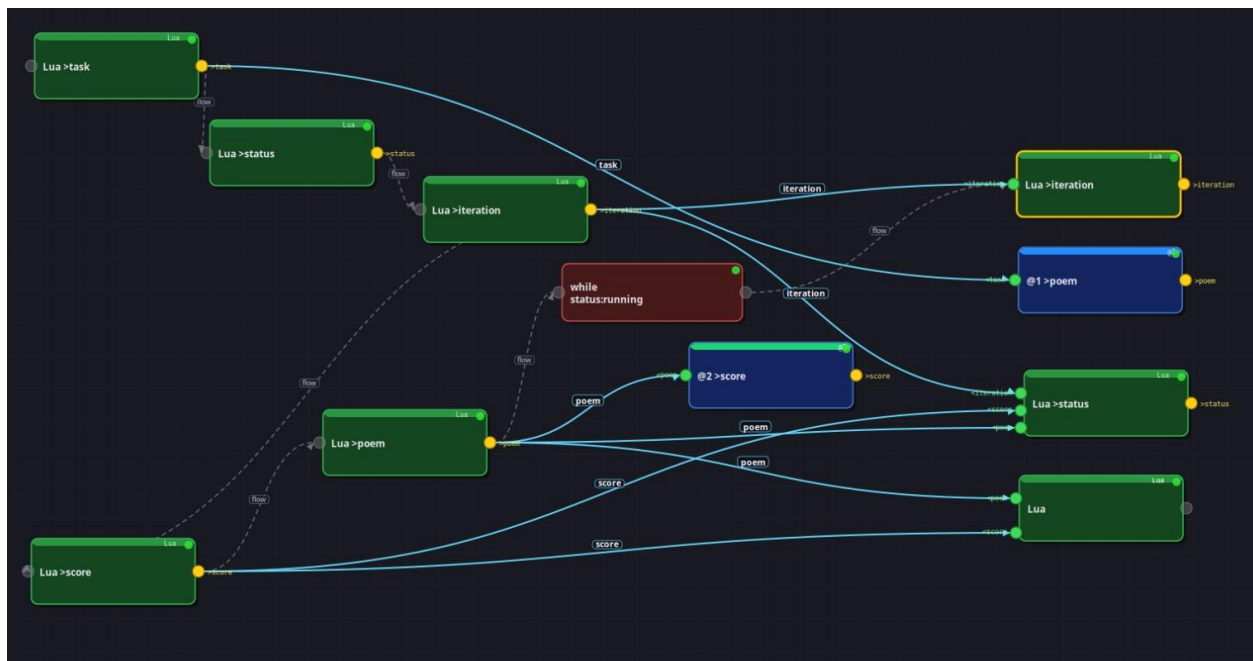 Lua
Lua >task
>task
flow
Lua
Lua >status
>status
flow
Lua
Lua >iteration
>iteration
task
iteration
Lua
<iteration
Lua >iteration
>iteration
flow
while
status:running
iteration
<task
@1 >poem
>poem
flow
@2 >score
>score
flow
poem
Lua
<iteration
<score
Lua >status
>status
Lua
Lua >poem
>poem
poem
poem
score
flow
Lua
Lua
<score
score
Lua
Lua >score
>score